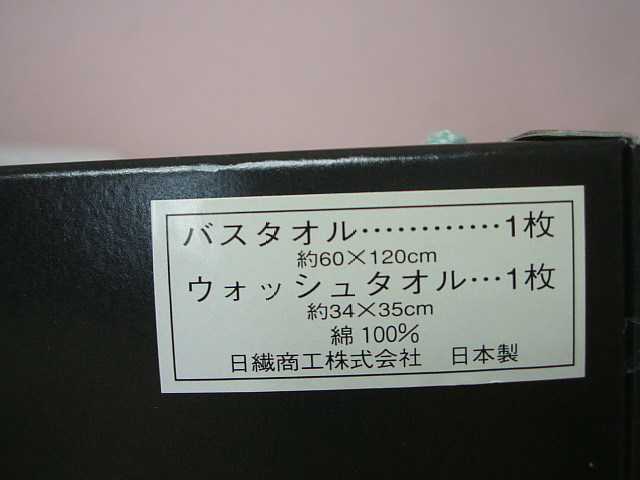 バスタオル…………1枚
約60×120cm
ウォッシュタオル…1枚
約34×35cm
綿 100%
日繊商工株式会社　日本製